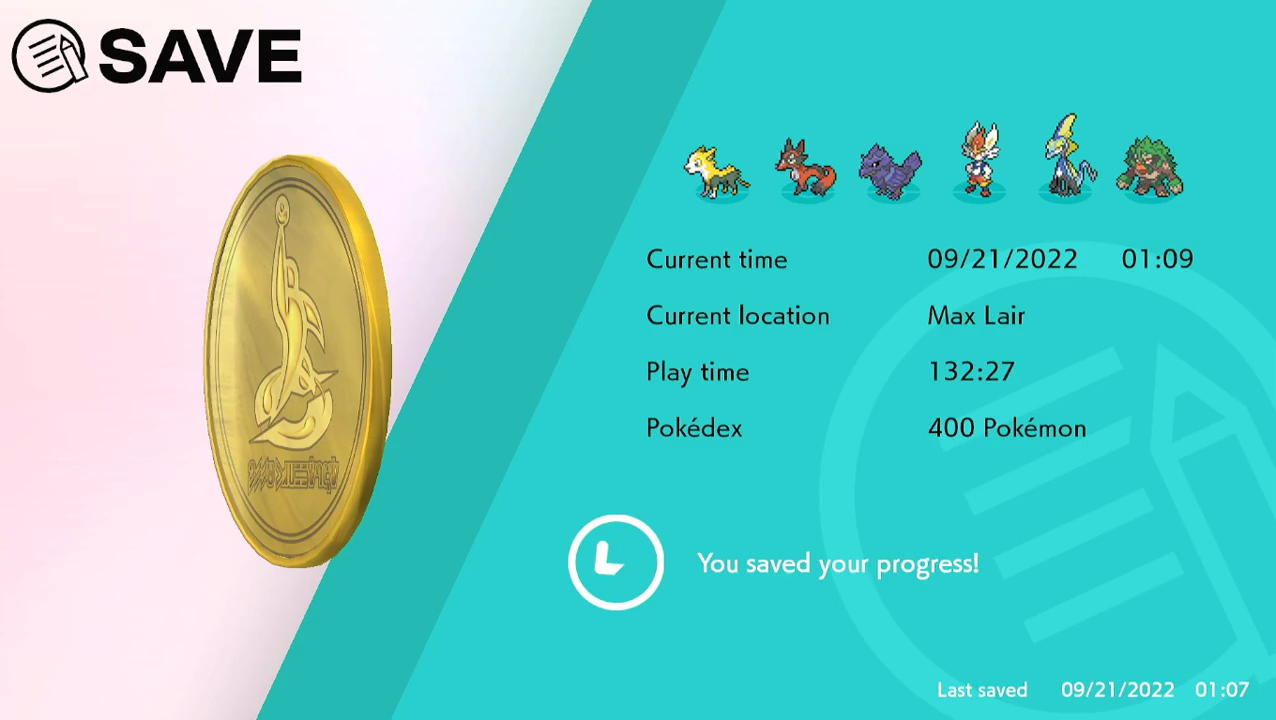 SAVE
Current time 09/21/2022 01:09
Current location Max Lair
Play time 132:27
Pokédex 400 Pokémon
You saved your progress!
Last saved 09/21/2022 01:07